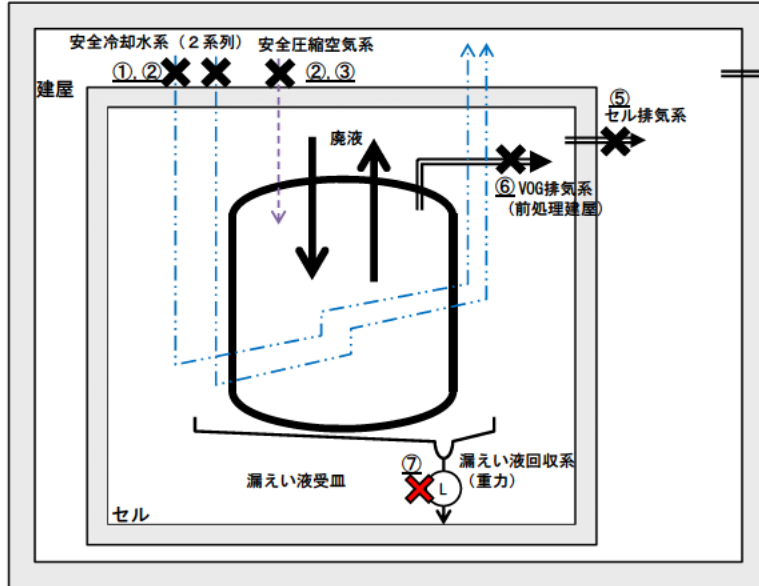 安全冷却水系（２系列）
安全圧縮空気系
①，②
②，③
建屋
⑤
セル排気系
廃液
⑥VOG排気系
(前処理建屋)
⑦
漏えい液回収系
（重力）
漏えい液受皿
L
セル